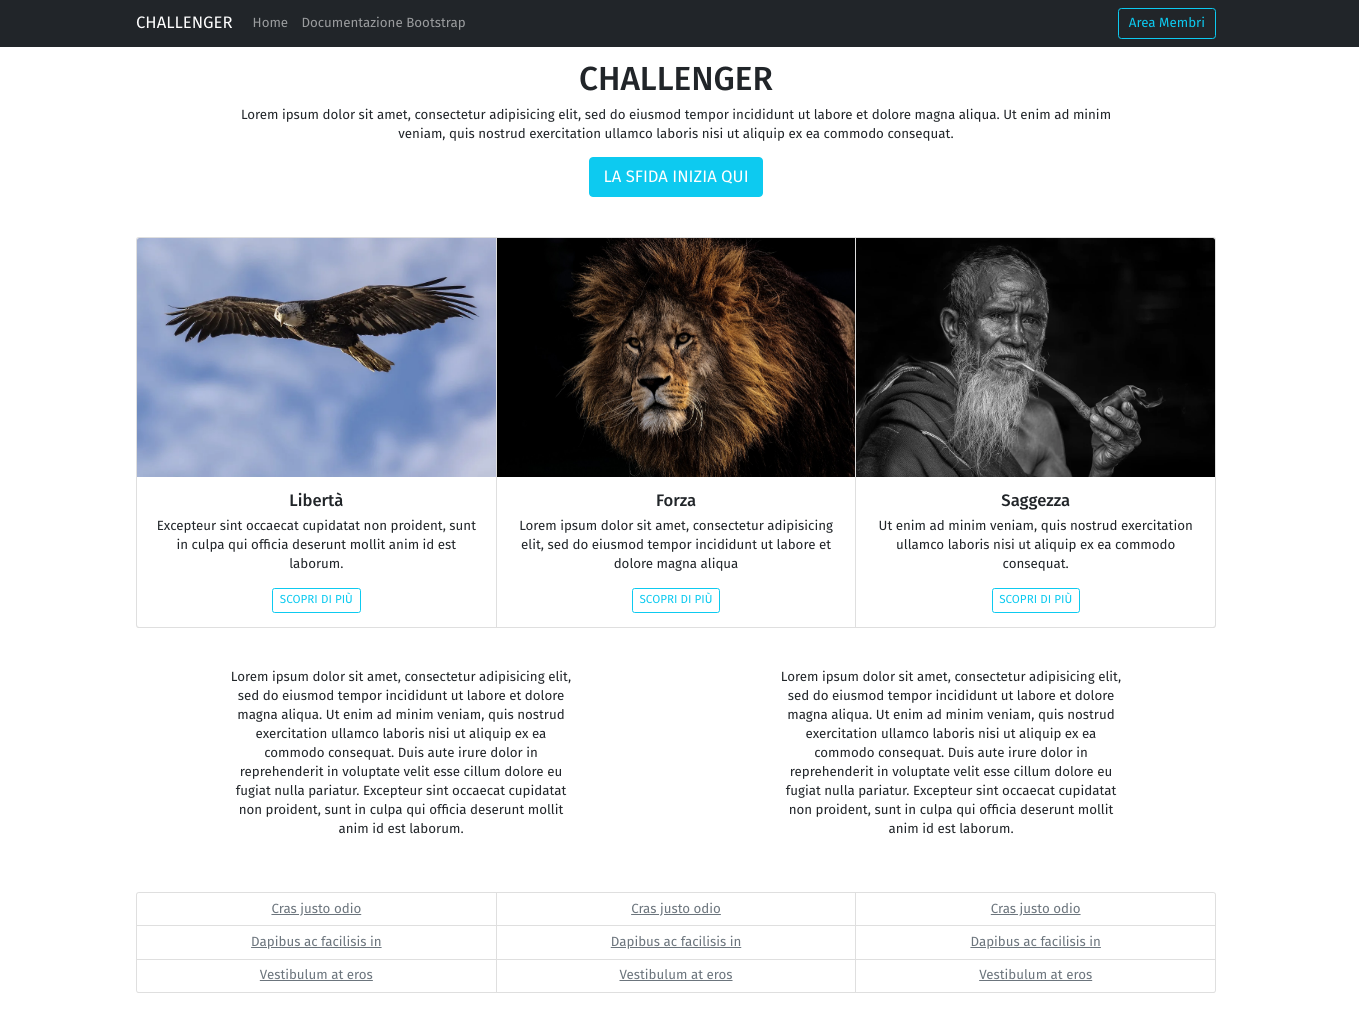 CHALLENGER Home Documentazione Bootstrap Area Membri
CHALLENGER
Lorem ipsum dolor sit amet, consectetur adipisicing elit, sed do eiusmod tempor incididunt ut labore et dolore magna aliqua. Ut enim ad minim
veniam, quis nostrud exercitation ullamco laboris nisi ut aliquip ex ea commodo consequat.
LA SFIDA INIZIA QUI
Libertà
Excepteur sint occaecat cupidatat non proident, sunt
in culpa qui officia deserunt mollit anim id est
laborum.
SCOPRI DI PIÙ
Forza
Lorem ipsum dolor sit amet, consectetur adipisicing
elit, sed do eiusmod tempor incididunt ut labore et
dolore magna aliqua
SCOPRI DI PIÙ
Saggezza
Ut enim ad minim veniam, quis nostrud exercitation
ullamco laboris nisi ut aliquip ex ea commodo
consequat.
SCOPRI DI PIÙ
Lorem ipsum dolor sit amet, consectetur adipisicing elit,
sed do eiusmod tempor incididunt ut labore et dolore
magna aliqua. Ut enim ad minim veniam, quis nostrud
exercitation ullamco laboris nisi ut aliquip ex ea
commodo consequat. Duis aute irure dolor in
reprehenderit in voluptate velit esse cillum dolore eu
fugiat nulla pariatur. Excepteur sint occaecat cupidatat
non proident, sunt in culpa qui officia deserunt mollit
anim id est laborum.
Lorem ipsum dolor sit amet, consectetur adipisicing elit,
sed do eiusmod tempor incididunt ut labore et dolore
magna aliqua. Ut enim ad minim veniam, quis nostrud
exercitation ullamco laboris nisi ut aliquip ex ea
commodo consequat. Duis aute irure dolor in
reprehenderit in voluptate velit esse cillum dolore eu
fugiat nulla pariatur. Excepteur sint occaecat cupidatat
non proident, sunt in culpa qui officia deserunt mollit
anim id est laborum.
Cras justo odio Cras justo odio Cras justo odio
Dapibus ac facilisis in Dapibus ac facilisis in Dapibus ac facilisis in
Vestibulum at eros Vestibulum at eros Vestibulum at eros